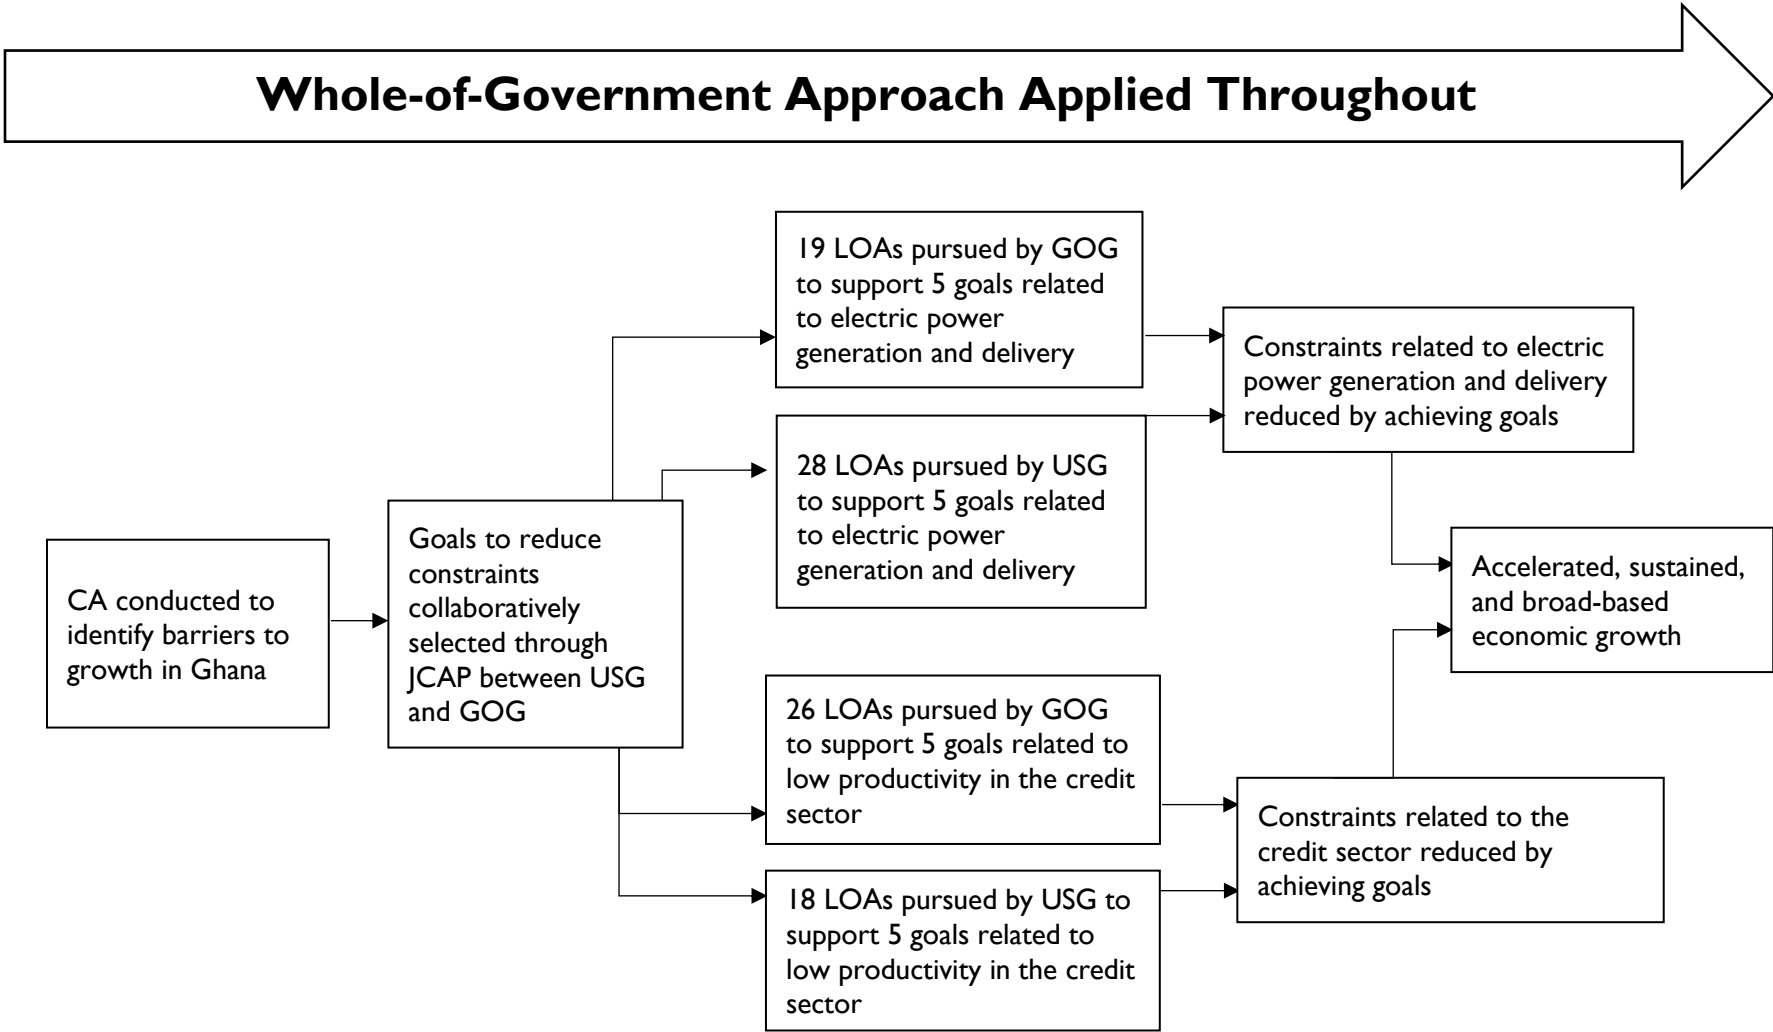 Whole-of-Government Approach Applied Throughout
CA conducted to
identify barriers to
growth in Ghana
Goals to reduce
constraints
collaboratively
selected through
JCAP between USG
and GOG
19 LOAs pursued by GOG
to support 5 goals related
to electric power
generation and delivery
28 LOAs pursued by USG
to support 5 goals related
to electric power
generation and delivery
26 LOAs pursued by GOG
to support 5 goals related to
low productivity in the credit
sector
18 LOAs pursued by USG to
support 5 goals related to
low productivity in the credit
sector
Constraints related to electric
power generation and delivery
reduced by achieving goals
Constraints related to the
credit sector reduced by
achieving goals
Accelerated, sustained,
and broad-based
economic growth